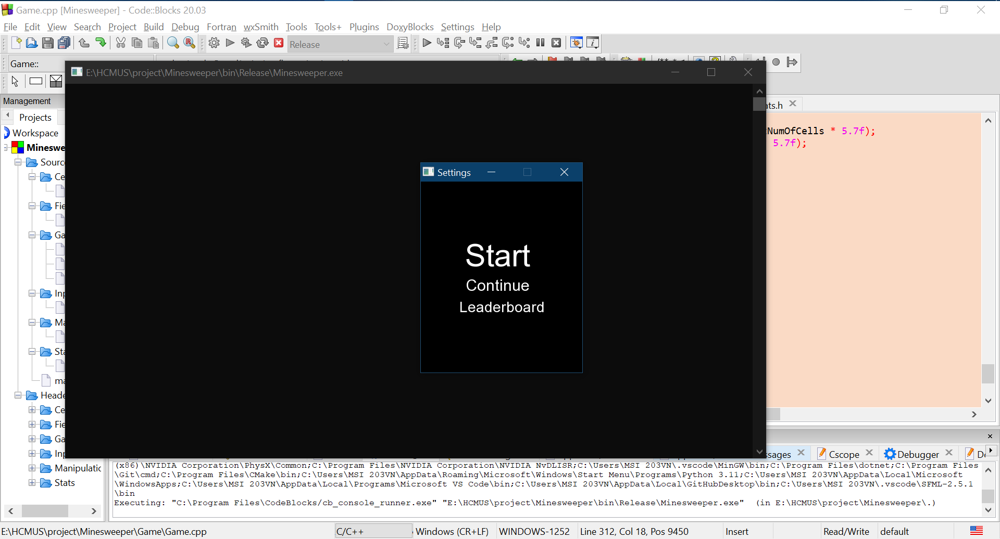 Game.cpp [Minesweeper] - Code::Blocks 20.03
File Edit View Search Project Build Debug Fortran wxSmith Tools Tools+ Plugins DoxyBlocks Settings Help
Release
Game::
E:\HCMUS\project\Minesweeper\bin\Release\Minesweeper.exe
Management
ats.h
Projects
Workspace
NumOfCells * 5.7f);
5.7f);
Mineswe
Sourc
Settings
Ce
Fie
Ga
Start
Continue
Inp
Leaderboard
Ma
Sta
ma
Heade
Ce
Fie
Ga
Inp
ssages Cscope Debugger
Manipulatic
Stats
(x86)\NVIDIA Corporation\PhysX\Common;C:\Program Files\NVIDIA Corporation\NVIDIA NvDLISR;C:\Users\MSI 203VN\.vscode\MinGW\bin;C:\Program Files\dotnet;C:\Program Files
\Git\cmd;C:\Program Files\CMake\bin;C:\Users\MSI 203VN\AppData\Roaming\Microsoft\Windows\Start Menu\Programs\Python 3.11;C:\Users\MSI 203VN\AppData\Local\Microsoft
\WindowsApps;C:\Users\MSI 203VN\AppData\Local\Programs\Microsoft VS Code\bin;C:\Users\MSI 203VN\AppData\Local\GitHubDesktop\bin;C:\Users\MSI 203VN\.vscode\SFML-2.5.1
\bin
Executing: "C:\Program Files\CodeBlocks/cb_console_runner.exe" "E:\HCMUS\project\Minesweeper\bin\Release\Minesweeper.exe" (in E:\HCMUS\project\Minesweeper\.)
E:\HCMUS\project\Minesweeper\Game\Game.cpp C/C++ Windows (CR+LF) WINDOWS-1252 Line 312, Col 18, Pos 9450 Insert Read/Write default